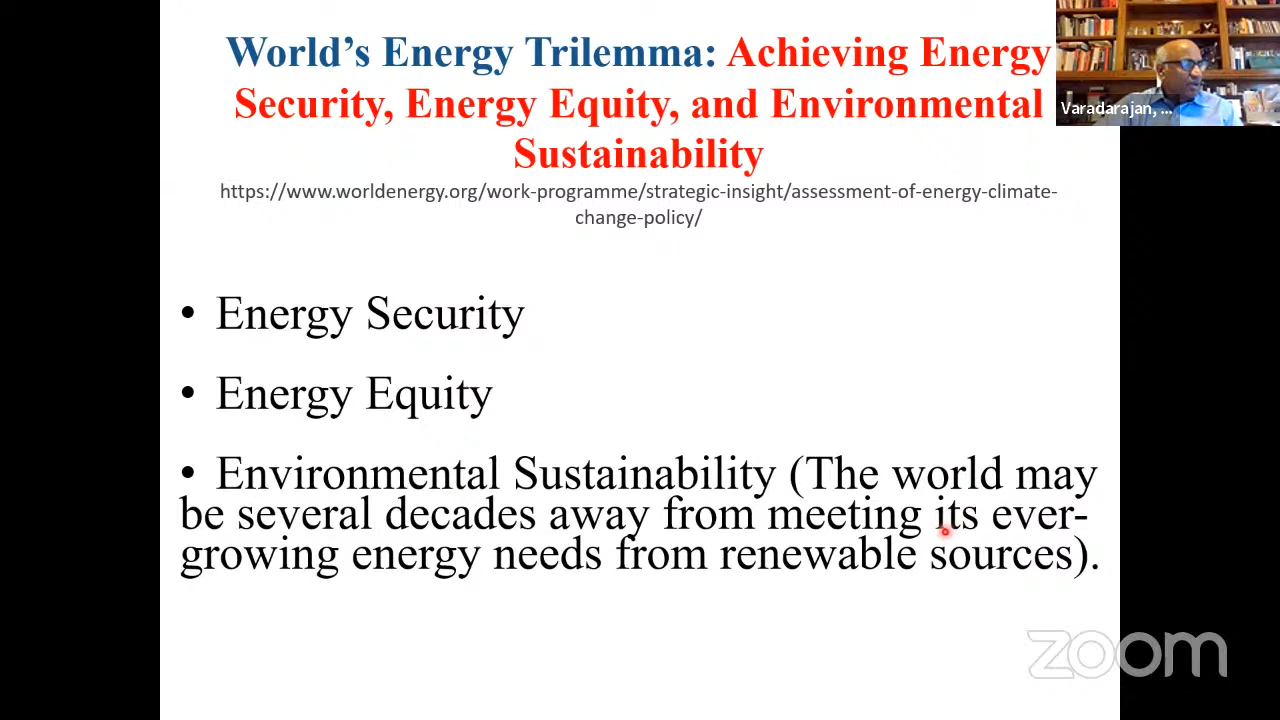 World's Energy Trilemma: Achieving Energy
Security, Energy Equity, and Environmental
Sustainability
https://www.worldenergy.org/work-programme/strategic-insight/assessment-of-energy-climate-
change-policy/
Varadarajan, ...
• Energy Security
• Energy Equity
• Environmental Sustainability (The world may
be several decades away from meeting its ever-
growing energy needs from renewable sources).
zoom